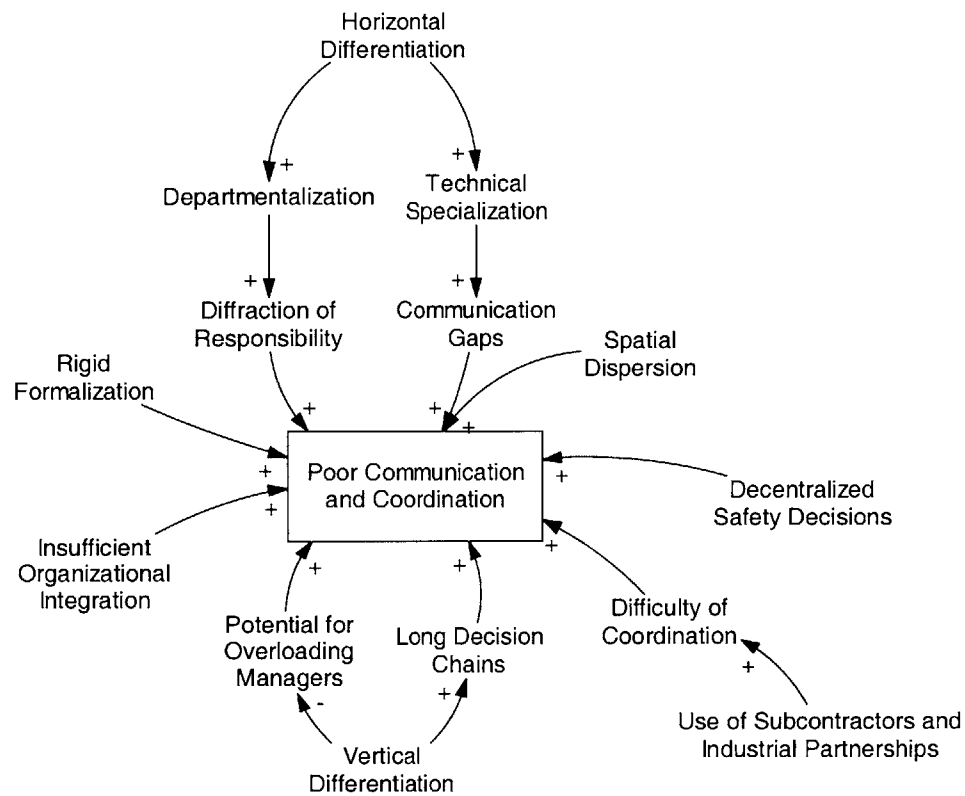 Horizontal
Differentiation
+
+
Departmentalization
Technical
Specialization
+
+
Diffraction of
Responsibility
Communication
Gaps
Spatial
Dispersion
Rigid
Formalization
+
+
+
Poor Communication
and Coordination
+
+
+
+
Decentralized
Safety Decisions
Insufficient
Organizational
Integration
+
+
Potential for
Overloading
Managers
Long Decision
Chains
Difficulty of
Coordination
-
+
+
Vertical
Differentiation
Use of Subcontractors and
Industrial Partnerships